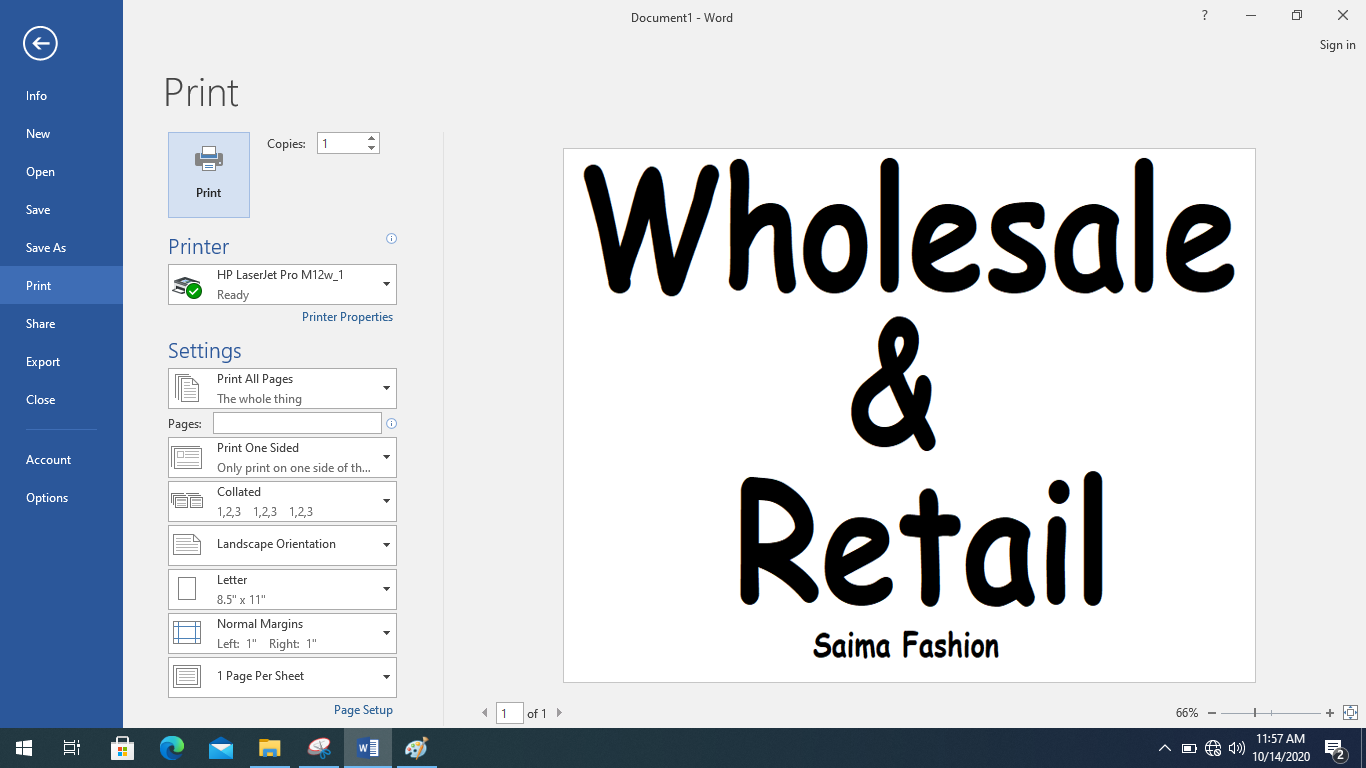 Document1 - Word
?
Sign in
Info
New
Open
Save
Save As
Print
Share
Export
Close
Account
Options
Print
Print
Copies: 1
Printer
HP LaserJet Pro M12w_1
Ready
Printer Properties
Settings
Print All Pages
The whole thing
Pages:
Print One Sided
Only print on one side of th...
Collated
1,2,3 1,2,3 1,2,3
Landscape Orientation
Letter
8.5" x 11"
Normal Margins
Left: 1" Right: 1"
1 Page Per Sheet
Page Setup
Wholesale
&
Retail
Saima Fashion
1 of 1
66%
11:57 AM
10/14/2020
2